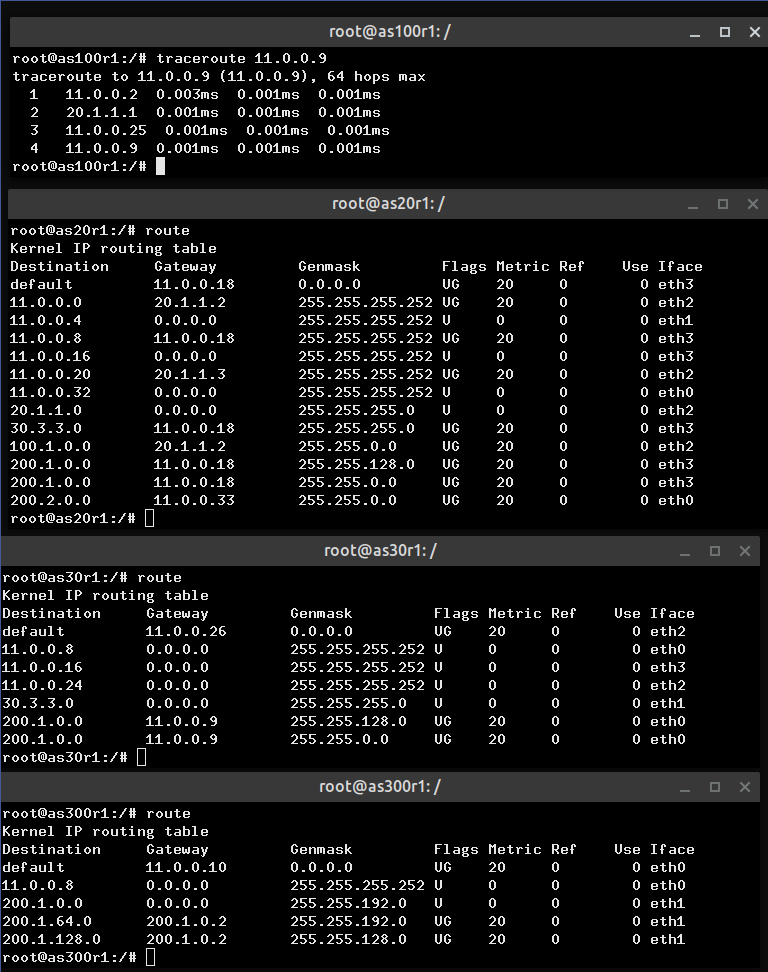 root@as100r1: /
root@as100r1:/# traceroute 11.0.0.9
traceroute to 11.0.0.9 (11.0.0.9), 64 hops max
1 11.0.0.2 0.003ms 0.001ms 0.001ms
2 20.1.1.1 0.001ms 0.001ms 0.001ms
3 11.0.0.25 0.001ms 0.001ms 0.001ms
4 11.0.0.9 0.001ms 0.001ms 0.001ms
root@as100r1:/#
root@as20r1: /
root@as20r1:/# route
Kernel IP routing table
Destination Gateway Genmask Flags Metric Ref Use Iface
default 11.0.0.18 0.0.0.0 UG 20 0 0 eth3
11.0.0.0 20.1.1.2 255.255.255.252 UG 20 0 0 eth2
11.0.0.4 0.0.0.0 255.255.255.252 U 0 0 0 eth1
11.0.0.8 11.0.0.18 255.255.255.252 UG 20 0 0 eth3
11.0.0.16 0.0.0.0 255.255.255.252 U 0 0 0 eth3
11.0.0.20 20.1.1.3 255.255.255.252 UG 20 0 0 eth2
11.0.0.32 0.0.0.0 255.255.255.252 U 0 0 0 eth0
20.1.1.0 0.0.0.0 255.255.255.0 U 0 0 0 eth2
30.3.3.0 11.0.0.18 255.255.255.0 UG 20 0 0 eth3
100.1.0.0 20.1.1.2 255.255.0.0 UG 20 0 0 eth2
200.1.0.0 11.0.0.18 255.255.128.0 UG 20 0 0 eth3
200.1.0.0 11.0.0.18 255.255.0.0 UG 20 0 0 eth3
200.2.0.0 11.0.0.33 255.255.0.0 UG 20 0 0 eth0
root@as20r1:/#
root@as30r1: /
root@as30r1:/# route
Kernel IP routing table
Destination Gateway Genmask Flags Metric Ref Use Iface
default 11.0.0.26 0.0.0.0 UG 20 0 0 eth2
11.0.0.8 0.0.0.0 255.255.255.252 U 0 0 0 eth0
11.0.0.16 0.0.0.0 255.255.255.252 U 0 0 0 eth3
11.0.0.24 0.0.0.0 255.255.255.252 U 0 0 0 eth2
30.3.3.0 0.0.0.0 255.255.255.0 U 0 0 0 eth1
200.1.0.0 11.0.0.9 255.255.128.0 UG 20 0 0 eth0
200.1.0.0 11.0.0.9 255.255.0.0 UG 20 0 0 eth0
root@as30r1:/#
root@as300r1: /
root@as300r1:/# route
Kernel IP routing table
Destination Gateway Genmask Flags Metric Ref Use Iface
default 11.0.0.10 0.0.0.0 UG 20 0 0 eth0
11.0.0.8 0.0.0.0 255.255.255.252 U 0 0 0 eth0
200.1.0.0 0.0.0.0 255.255.192.0 U 0 0 0 eth1
200.1.64.0 200.1.0.2 255.255.192.0 UG 20 0 0 eth1
200.1.128.0 200.1.0.2 255.255.128.0 UG 20 0 0 eth1
root@as300r1:/#